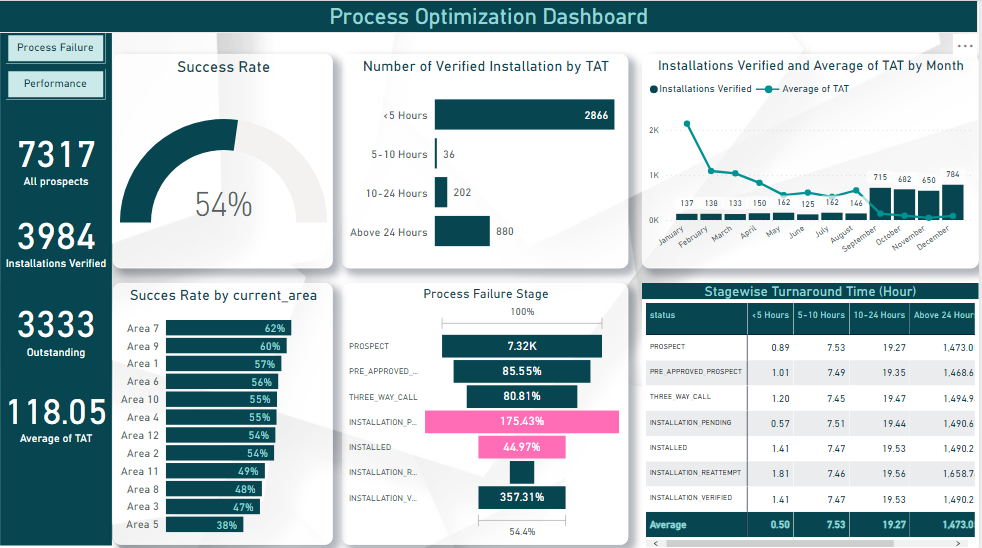 Process Optimization Dashboard
Process Failure
Performance
7317
All prospects
3984
Installations Verified
3333
Outstanding
118.05
Average of TAT
Success Rate
54%
Number of Verified Installation by TAT
<5 Hours 2866
5-10 Hours 36
10-24 Hours 202
Above 24 Hours 880
Installations Verified and Average of TAT by Month
Installations Verified Average of TAT
2K
1K
0K
137 138 133 150 162 125 162 146 715 682 650 784
January February March April May June July August September October November December
Succes Rate by current_area
Area 7 62%
Area 9 60%
Area 1 57%
Area 6 56%
Area 10 55%
Area 4 55%
Area 12 54%
Area 2 54%
Area 11 49%
Area 8 48%
Area 3 47%
Area 5 38%
Process Failure Stage
100%
PROSPECT 7.32K
PRE_APPROVED_... 85.55%
THREE_WAY_CALL 80.81%
INSTALLATION_P... 175.43%
INSTALLED 44.97%
INSTALLATION_R...
INSTALLATION_V... 357.31%
54.4%
Stagewise Turnaround Time (Hour)
status <5 Hours 5-10 Hours 10-24 Hours Above 24 Hour
PROSPECT 0.89 7.53 19.27 1,473.0
PRE_APPROVED_PROSPECT 1.01 7.49 19.35 1,468.6
THREE_WAY_CALL 1.20 7.45 19.47 1,494.9
INSTALLATION_PENDING 0.57 7.51 19.44 1,490.6
INSTALLED 1.41 7.47 19.53 1,490.2
INSTALLATION_REATTEMPT 1.81 7.46 19.56 1,658.7
INSTALLATION_VERIFIED 1.41 7.47 19.53 1,490.2
Average 0.50 7.53 19.27 1,473.0